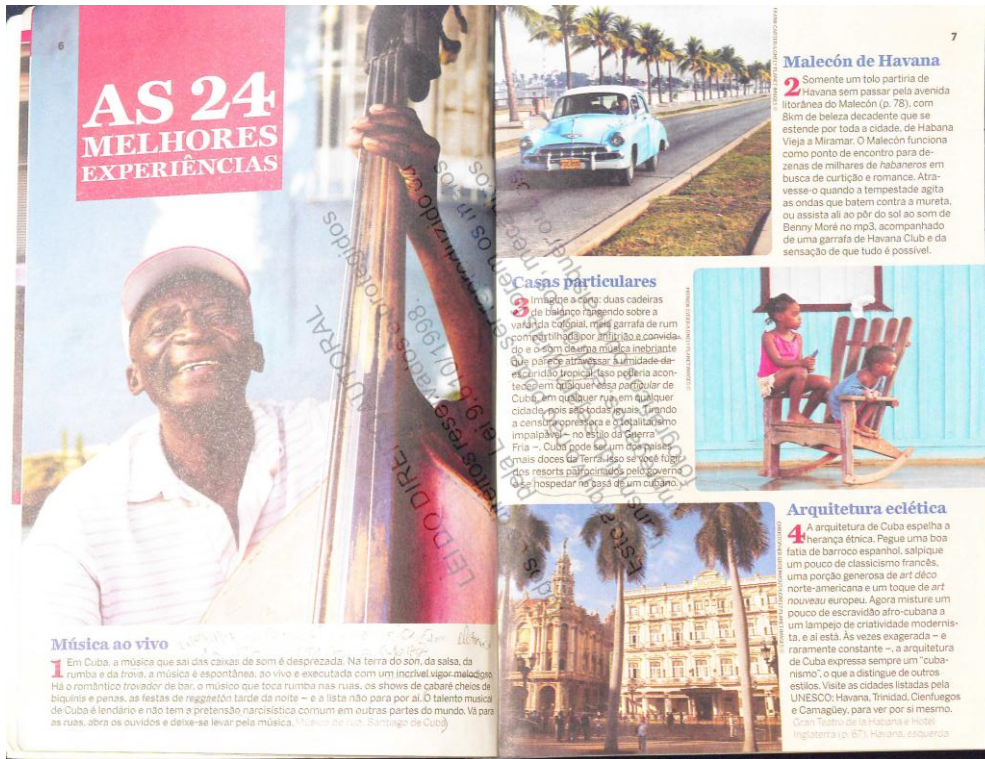 6
AS 24
MELHORES
EXPERIÊNCIAS
Música ao vivo
1 Em Cuba, a música que sai das caixas de som é desprezada. Na terra do son, da salsa, da
rumba e da trova, a música é espontânea, ao vivo e executada com um incrível vigor melodioso.
Há o romântico trovador de bar, o músico que toca rumba nas ruas, os shows de cabaré cheios de
biquínis e penas, as festas de reggnetón tarde da noite – e a lista não para por aí. O talento musical
de Cuba é lendário e não tem a pretensão narcisística comum em outras partes do mundo. Vá para
as ruas, abra os ouvidos e deixe-se levar pela música. Músico de rua, Santiago de Cuba
7
Malecón de Havana
2 Somente um tolo partiria de
Havana sem passar pela avenida
litorânea do Malecón (p. 78), com
8km de beleza decadente que se
estende por toda a cidade, de Habana
Vieja a Miramar. O Malecón funciona
como ponto de encontro para de-
zenas de milhares de habaneros em
busca de curtição e romance. Atra-
vesse-o quando a tempestade agita
as ondas que batem contra a mureta,
ou assista ali ao pôr do sol ao som de
Benny Moré no mp3, acompanhado
de uma garrafa de Havana Club e da
sensação de que tudo é possível.
Casas particulares
3 Imagine a cena: duas cadeiras
de balanço rangendo sobre a
varanda colonial, meia garrafa de rum
compartilhada por anfitrião e convida-
do e o som de uma música inebriante
que parece atravessar a umidade da
escuridão tropical. Isso poderia acon-
tecer em qualquer casa particular de
Cuba, em qualquer rua, em qualquer
cidade, pois são todas iguais. Tirando
a censura opressora e o totalitarismo
impalpável – no estilo da Guerra
Fria –, Cuba pode ser um dos países
mais doces da Terra. Isso se você fugir
dos resorts patrocinados pelo governo
e se hospedar na casa de um cubano.
Arquitetura eclética
4 A arquitetura de Cuba espelha a
herança étnica. Pegue uma boa
fatia de barroco espanhol, salpique
um pouco de classicismo francês,
uma porção generosa de art déco
norte-americana e um toque de art
nouveau europeu. Agora misture um
pouco de escravidão afro-cubana a
um lampejo de criatividade modernis-
ta, e aí está. Às vezes exagerada – e
raramente constante –, a arquitetura
de Cuba expressa sempre um "cuba-
nismo", o que a distingue de outros
estilos. Visite as cidades listadas pela
UNESCO: Havana, Trinidad, Cienfuegos
e Camagüey, para ver por si mesmo.
Gran Teatro de la Habana e Hotel
Inglaterra (p. 67), Havana, esquerda